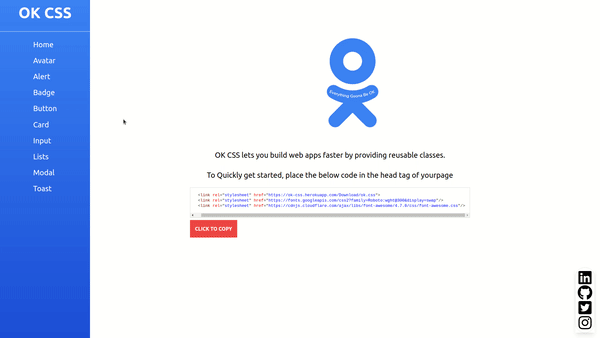 OK CSS
Home
Avatar
Alert
Badge
Button
Card
Input
Lists
Modal
Toast
Everything Gonna Be OK
OK CSS lets you build web apps faster by providing reusable classes.
To Quickly get started, place the below code in the head tag of yourpage
<link rel="stylesheet" href="https://ok-css.herokuapp.com/Download/ok.css">
<link rel="stylesheet" href="https://fonts.googleapis.com/css2?family=Roboto:wght@300&display=swap"/>
<link rel="stylesheet" href="https://cdnjs.cloudflare.com/ajax/libs/font-awesome/4.7.0/css/font-awesome.css"/>
CLICK TO COPY